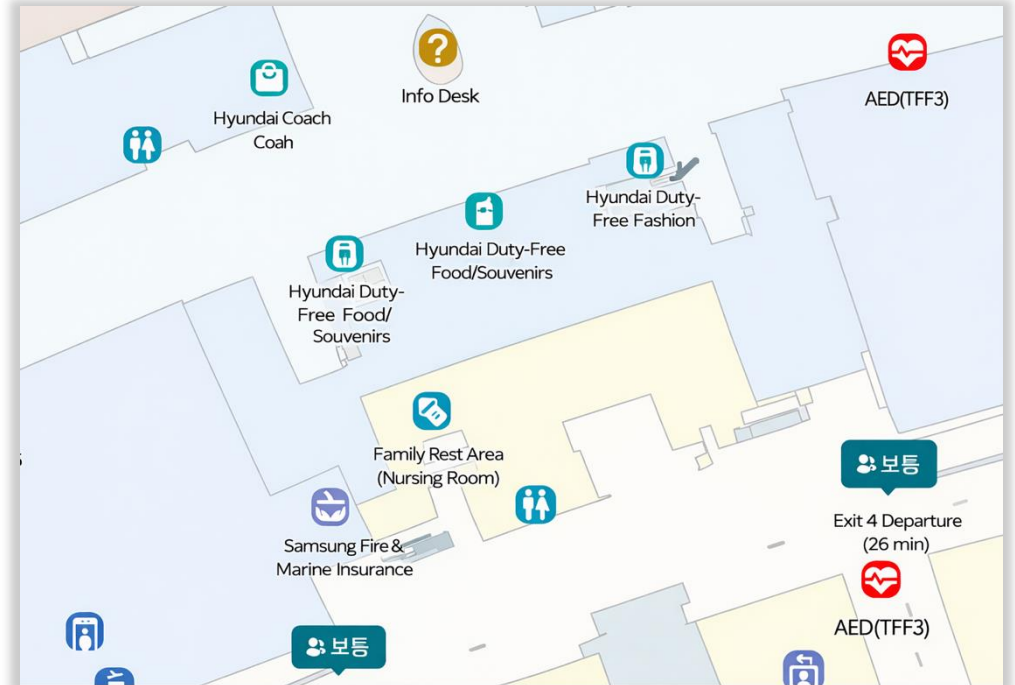 Info Desk
AED(TFF3)
Hyundai Coach
Coah
Hyundai Duty-
Free Fashion
Hyundai Duty-Free
Food/Souvenirs
Hyundai Duty-
Free Food/
Souvenirs
Family Rest Area
(Nursing Room)
보등
Exit 4 Departure
(26 min)
Samsung Fire &
Marine Insurance
AED(TFF3)
보등